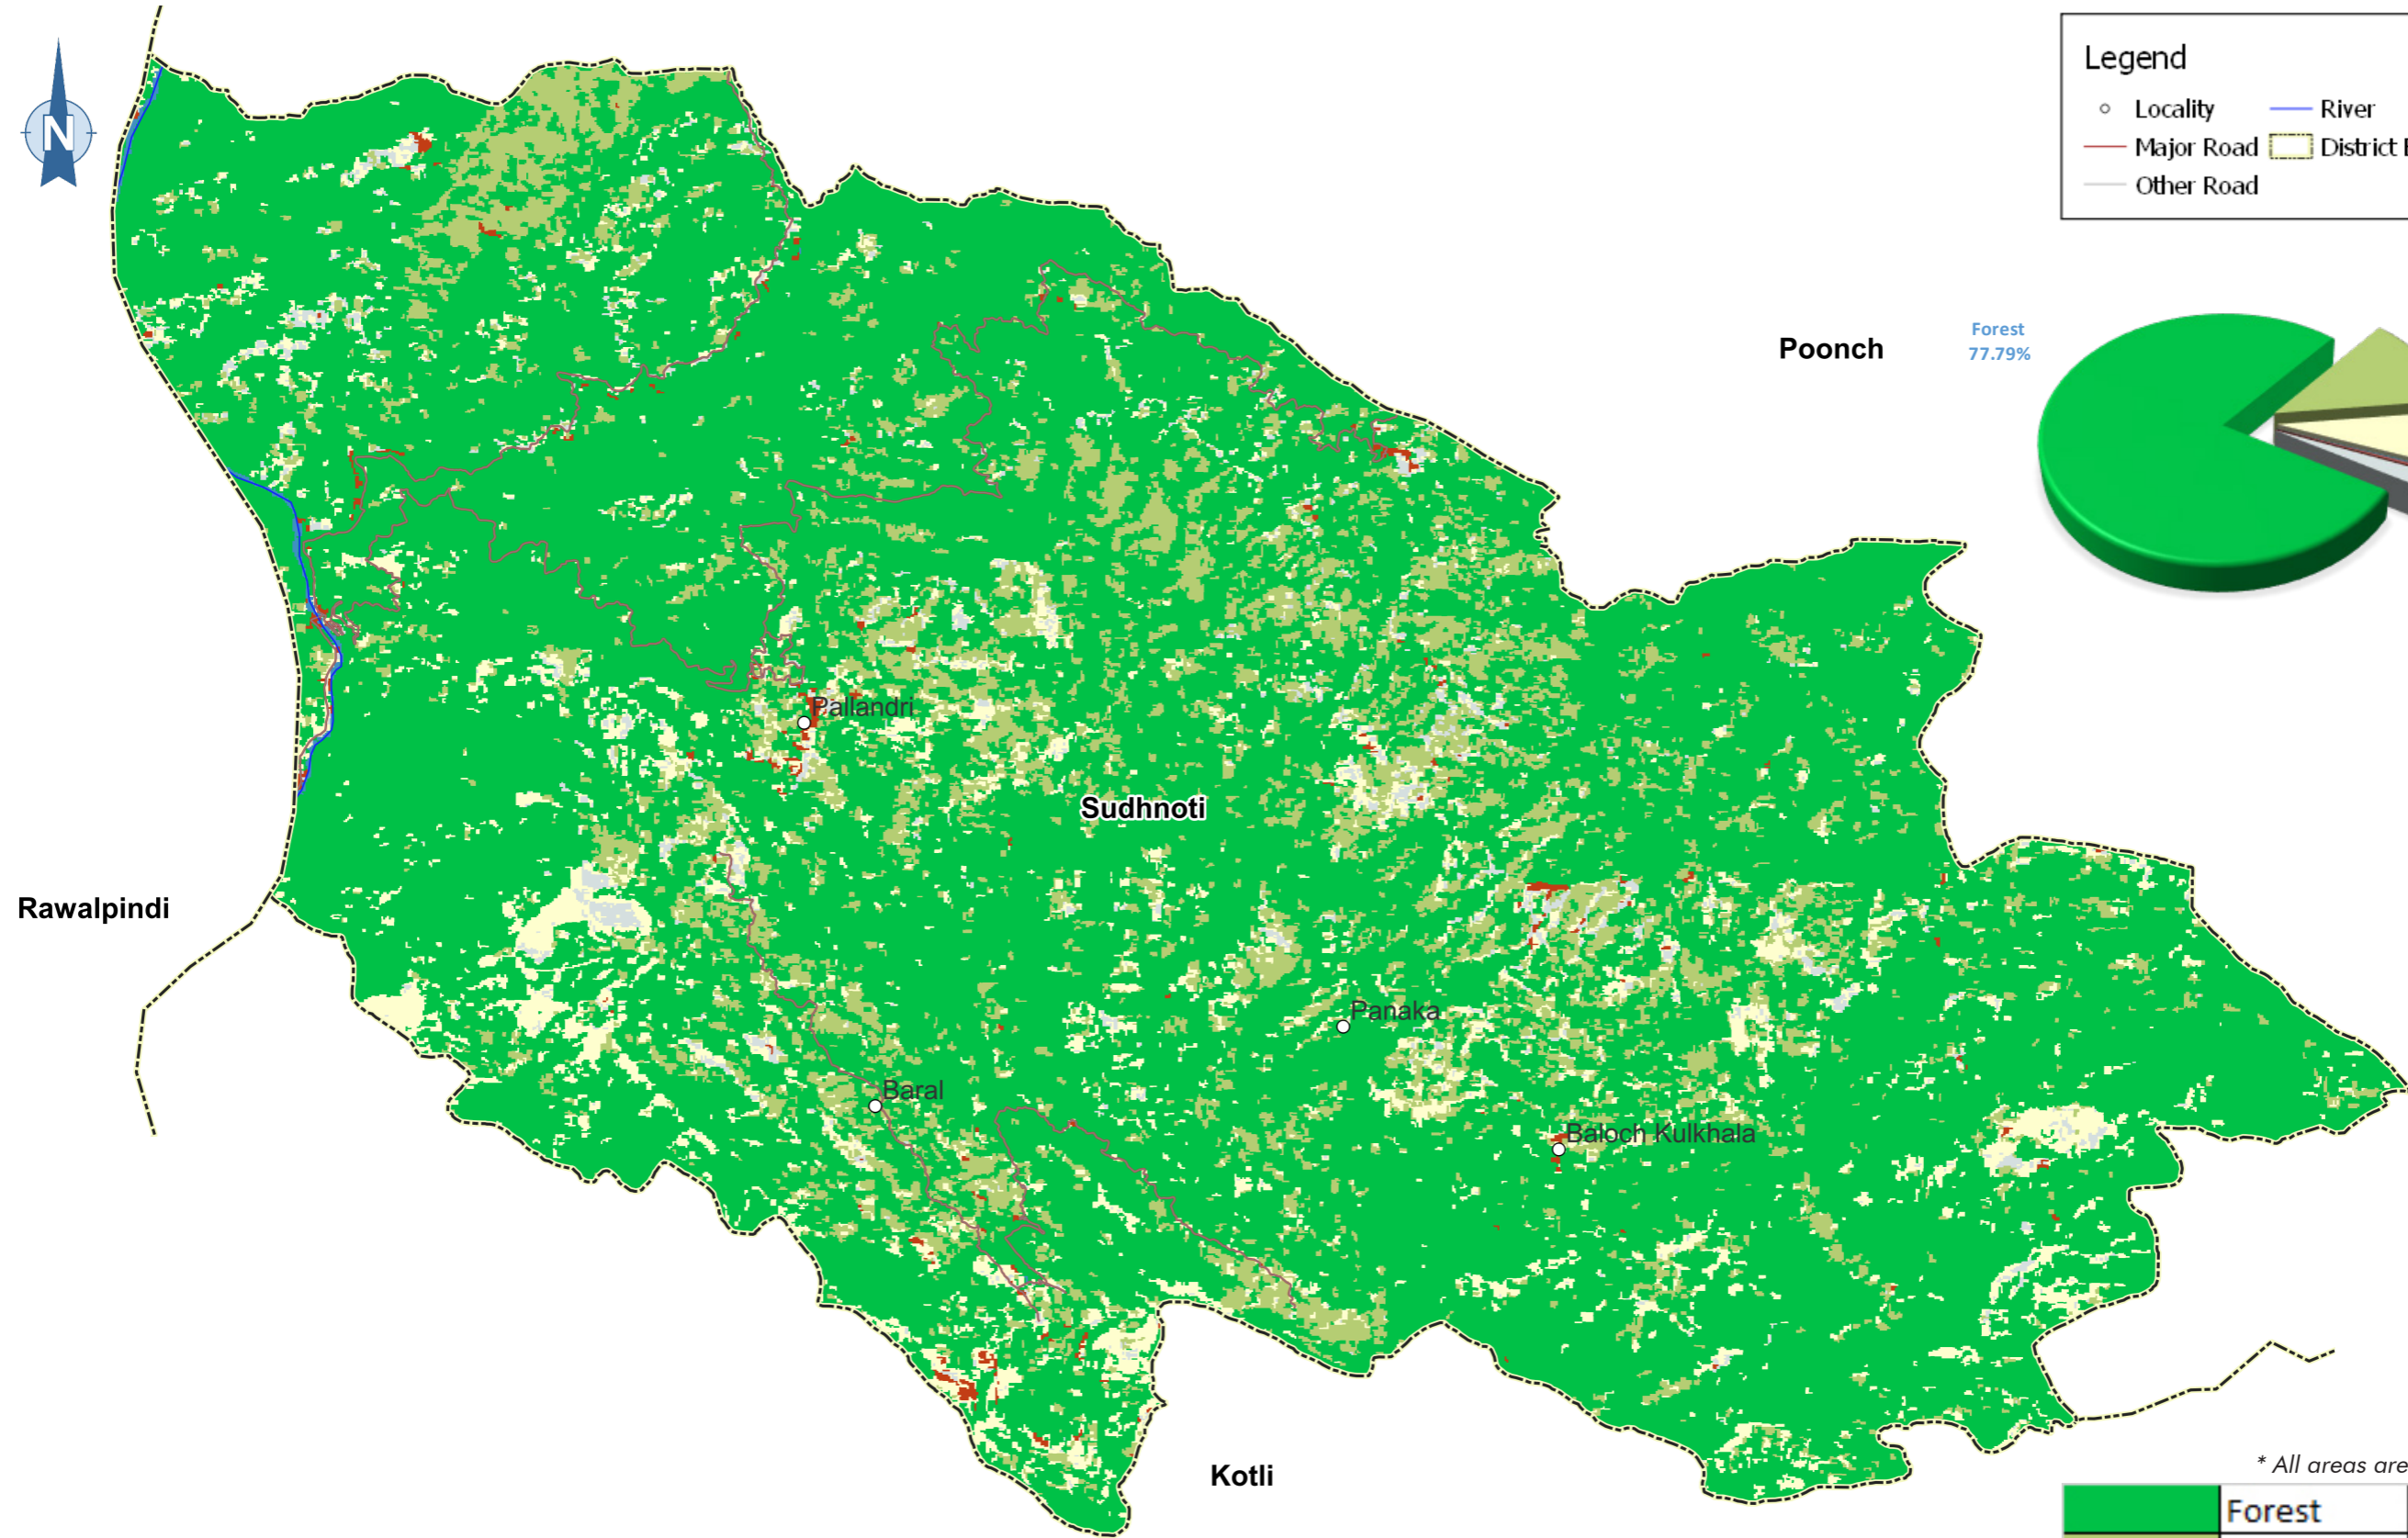 N
Legend
Locality River
Major Road District
Other Road
Poonch
Forest
77.79%
Pallandri
Sudhnoti
Rawalpindi
Panaka
Baral
Baloch Kulkhala
Kotli
* All areas are
Forest